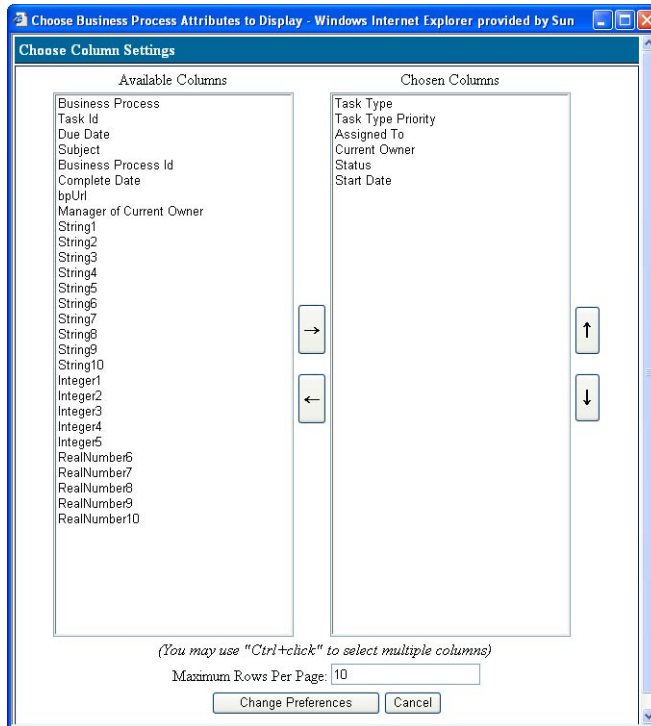 Choose Business Process Attributes to Display - Windows Internet Explorer provided by Sun
Choose Column Settings
Available Columns
Business Process
Task Id
Due Date
Subject
Business Process Id
Complete Date
bpUrl
Manager of Current Owner
String1
String2
String3
String4
String5
String6
String7
String8
String9
String10
Integer1
Integer2
Integer3
Integer4
Integer5
RealNumber6
RealNumber7
RealNumber8
RealNumber9
RealNumber10
Chosen Columns
Task Type
Task Type Priority
Assigned To
Current Owner
Status
Start Date
→
←
↑
↓
(You may use "Ctrl+click" to select multiple columns)
Maximum Rows Per Page: 10
Change Preferences Cancel